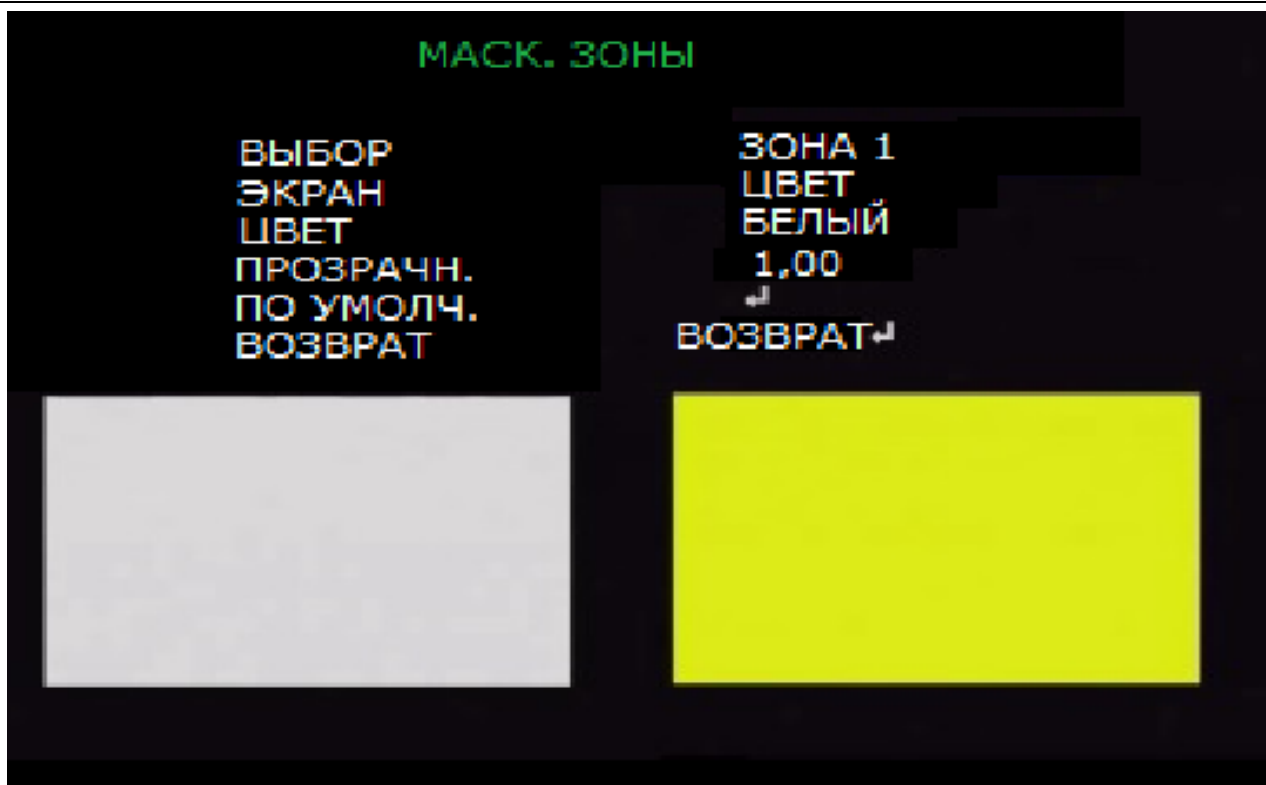 МАСК. ЗОНЫ
ВЫБОР ЗОНА 1
ЭКРАН ЦВЕТ
ЦВЕТ БЕЛЫЙ
ПРОЗРАЧН. 1,00
ПО УМОЛЧ. ↲
ВОЗВРАТ ВОЗВРАТ↲